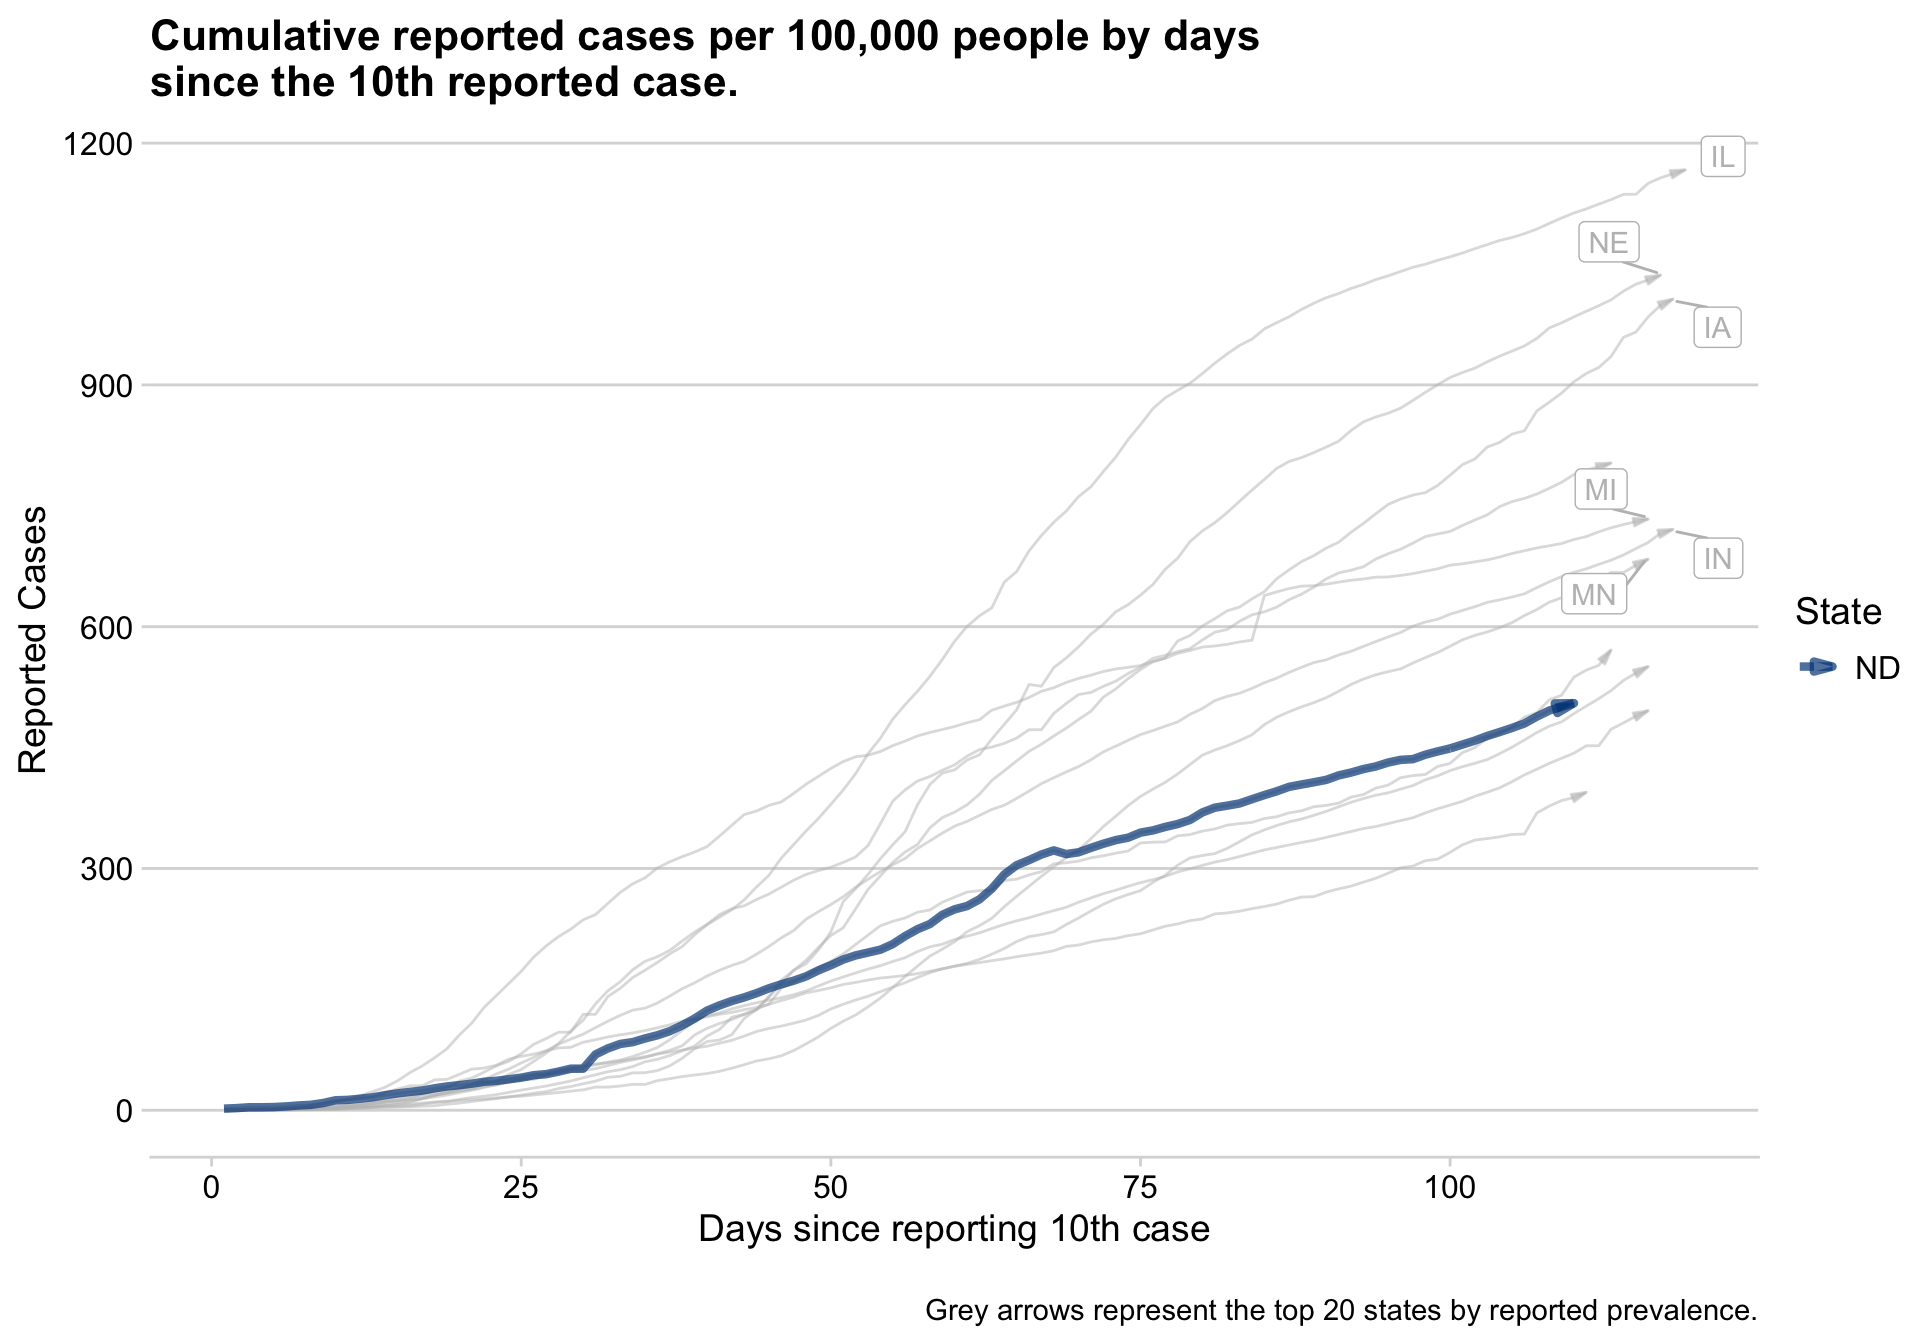 Cumulative reported cases per 100,000 people by days
since the 10th reported case.
1200
900
600
300
0
Reported Cases
IL
NE
IA
MI
IN
MN
State
ND
0 25 50 75 100
Days since reporting 10th case
Grey arrows represent the top 20 states by reported prevalence.